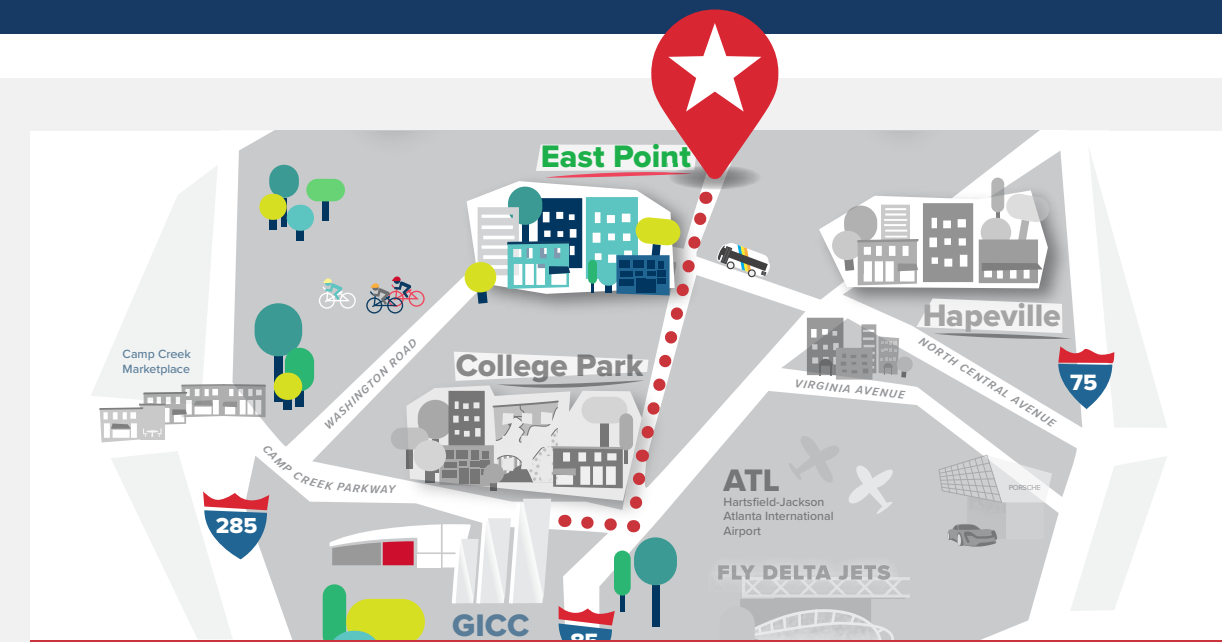 East Point
Hapeville
Camp Creek
Marketplace
College Park
WASHINGTON ROAD
NORTH CENTRAL AVENUE
75
VIRGINIA AVENUE
CAMP CREEK PARKWAY
ATL
Hartsfield-Jackson
Atlanta International
Airport
PORSCHE
285
FLY DELTA JETS
GICC
85